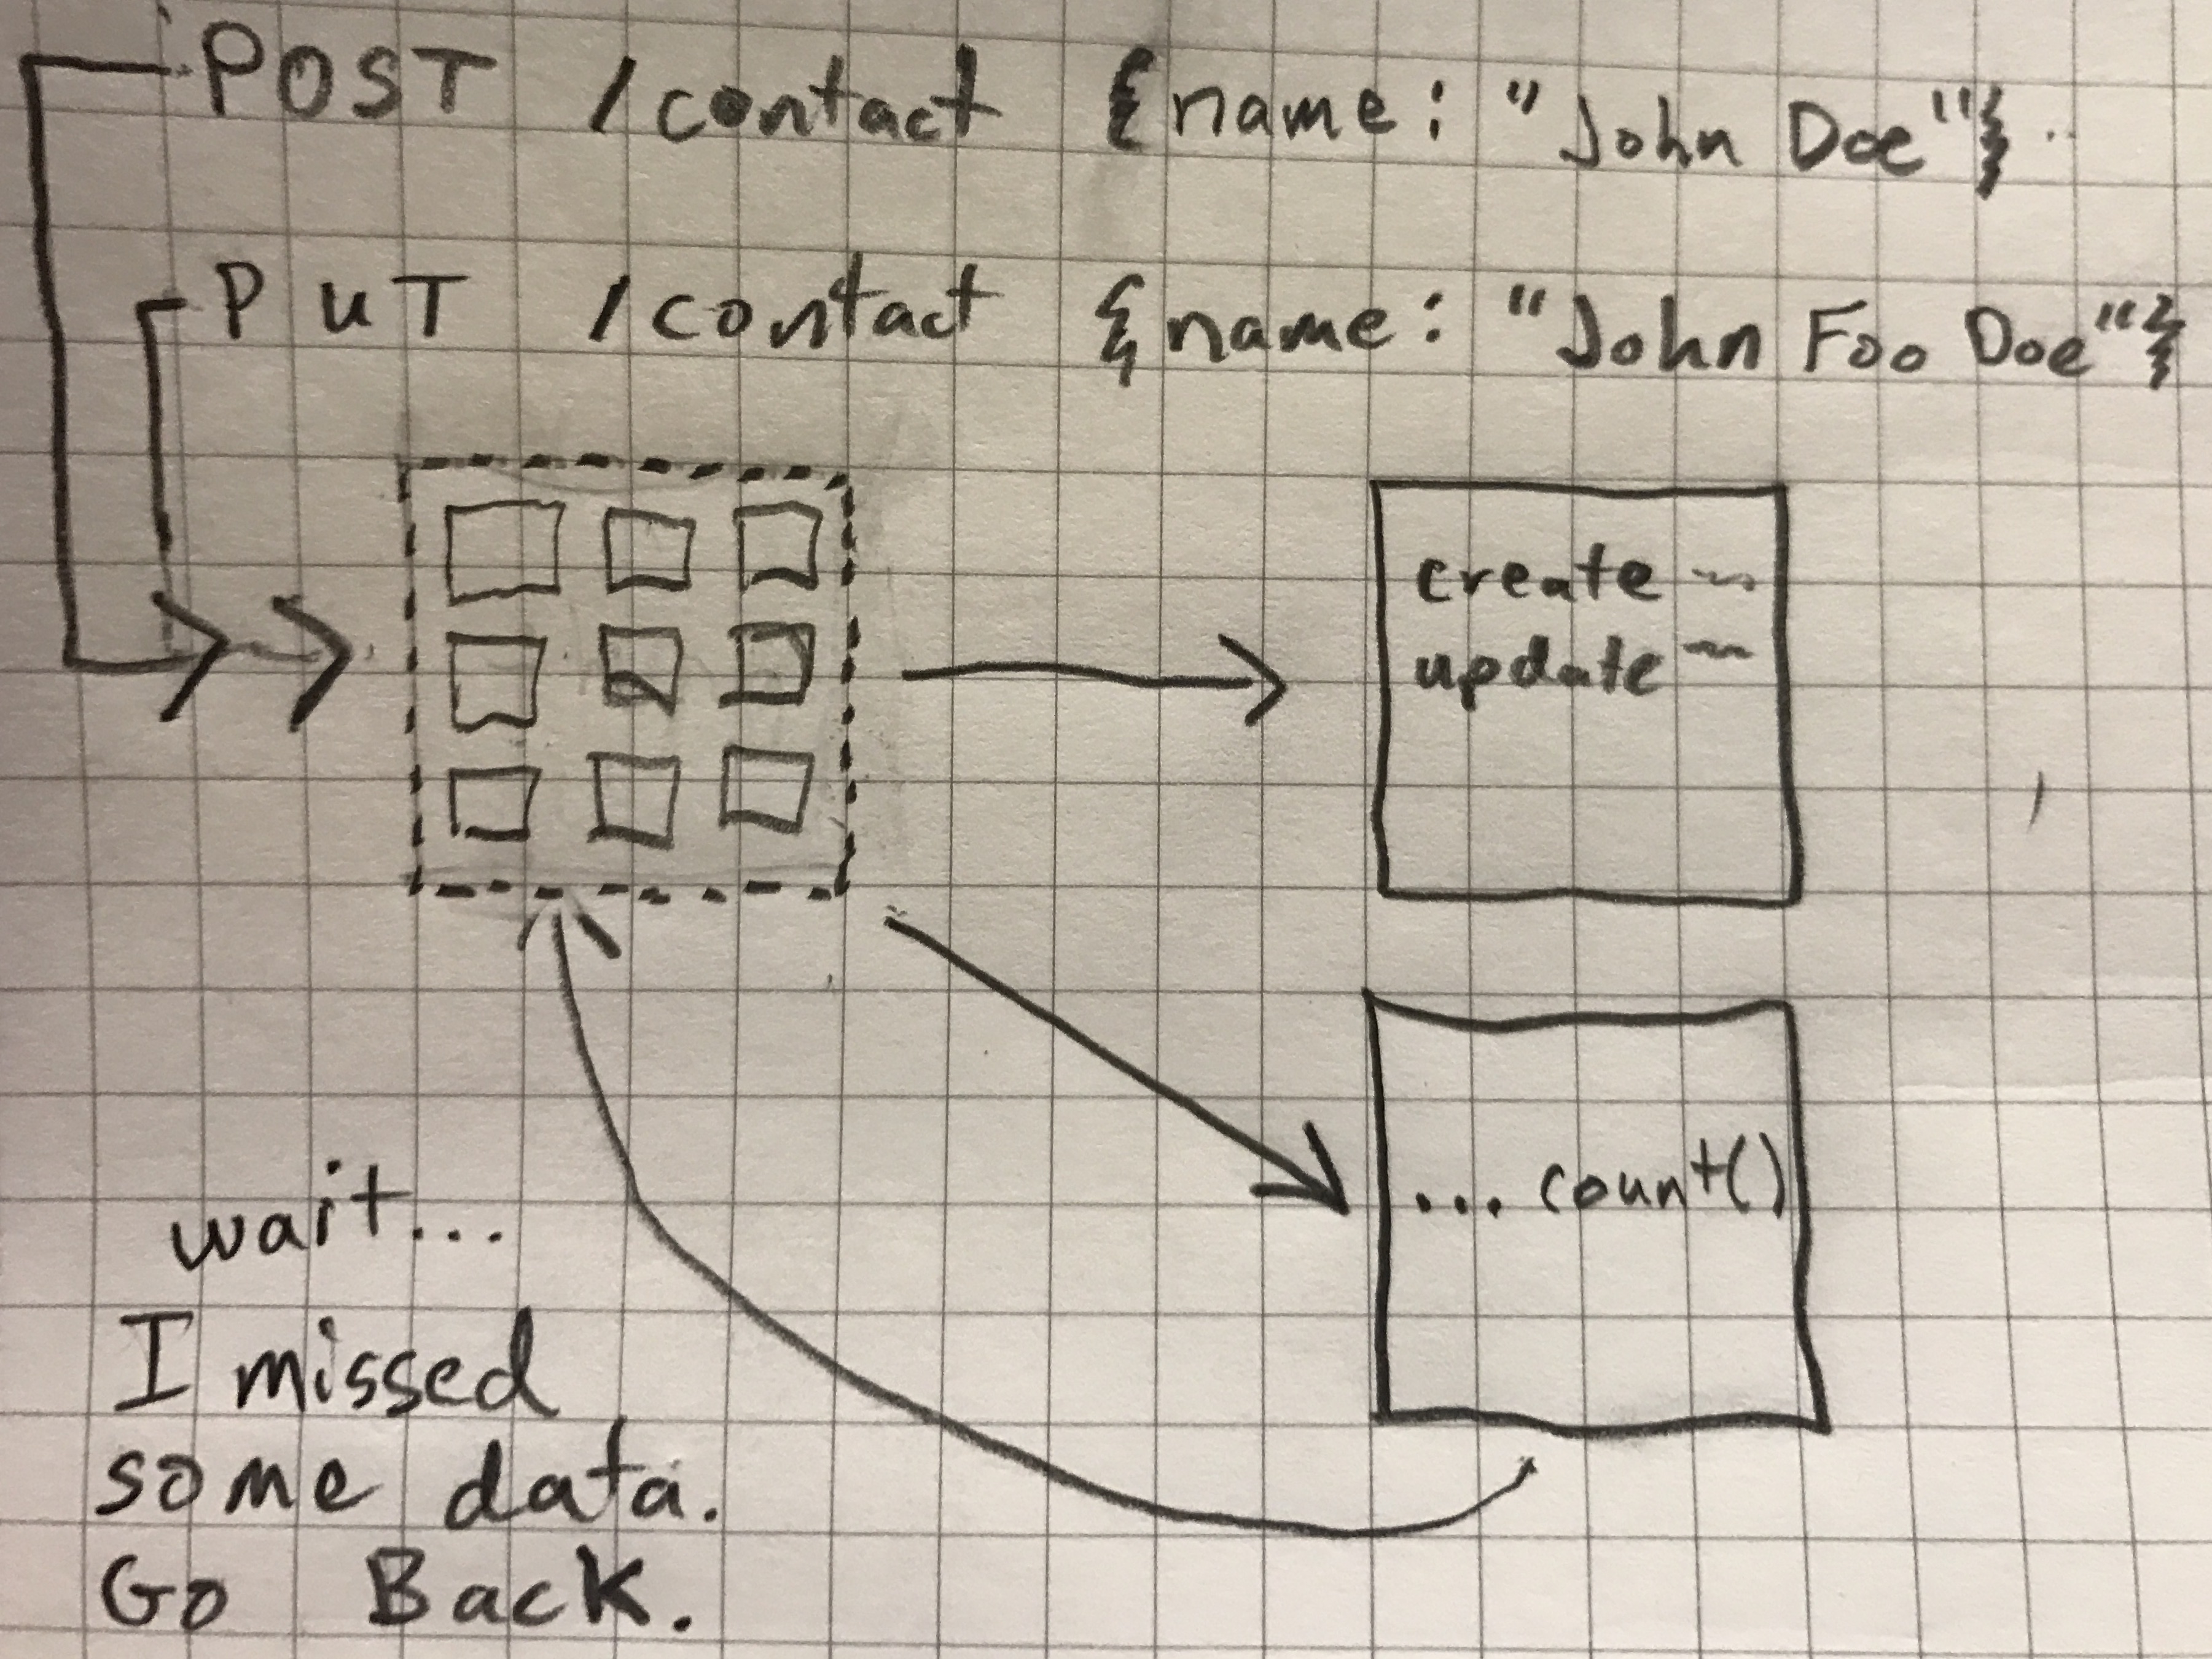 POST /contact {name: "John Doe"}
PUT /contact {name: "John Foo Doe"}
create
update
... count()
wait...
I missed
some data.
Go Back.